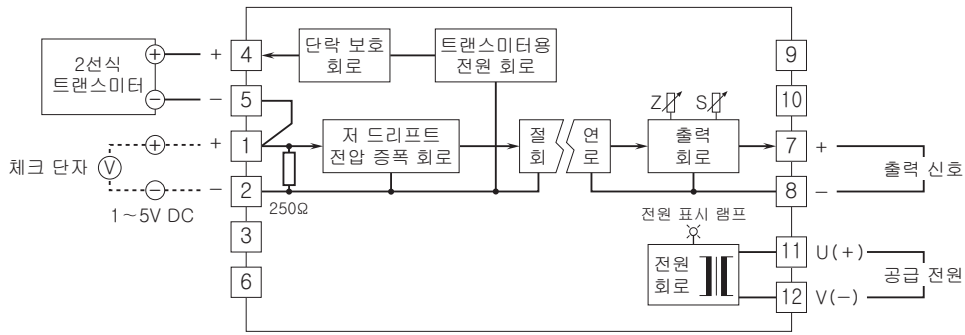 2선식
트랜스미터
+
−
+ 4
− 5
단락 보호
회로
트랜스미터용
전원 회로
9
10
체크 단자 V
+
−
1~5V DC
+ 1
− 2
3
6
250Ω
저 드리프트
전압 증폭 회로
절 연
회 로
Z S
출력
회로
7 +
8 −
출력 신호
전원 표시 램프
전원
회로
11 U(+)
12 V(−)
공급 전원